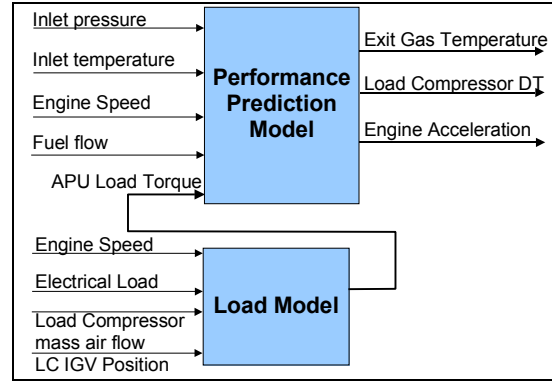 Inlet pressure
Inlet temperature
Engine Speed
Fuel flow
APU Load Torque
Performance
Prediction
Model
Exit Gas Temperature
Load Compressor DT
Engine Acceleration
Engine Speed
Electrical Load
Load Compressor
mass air flow
LC IGV Position
Load Model